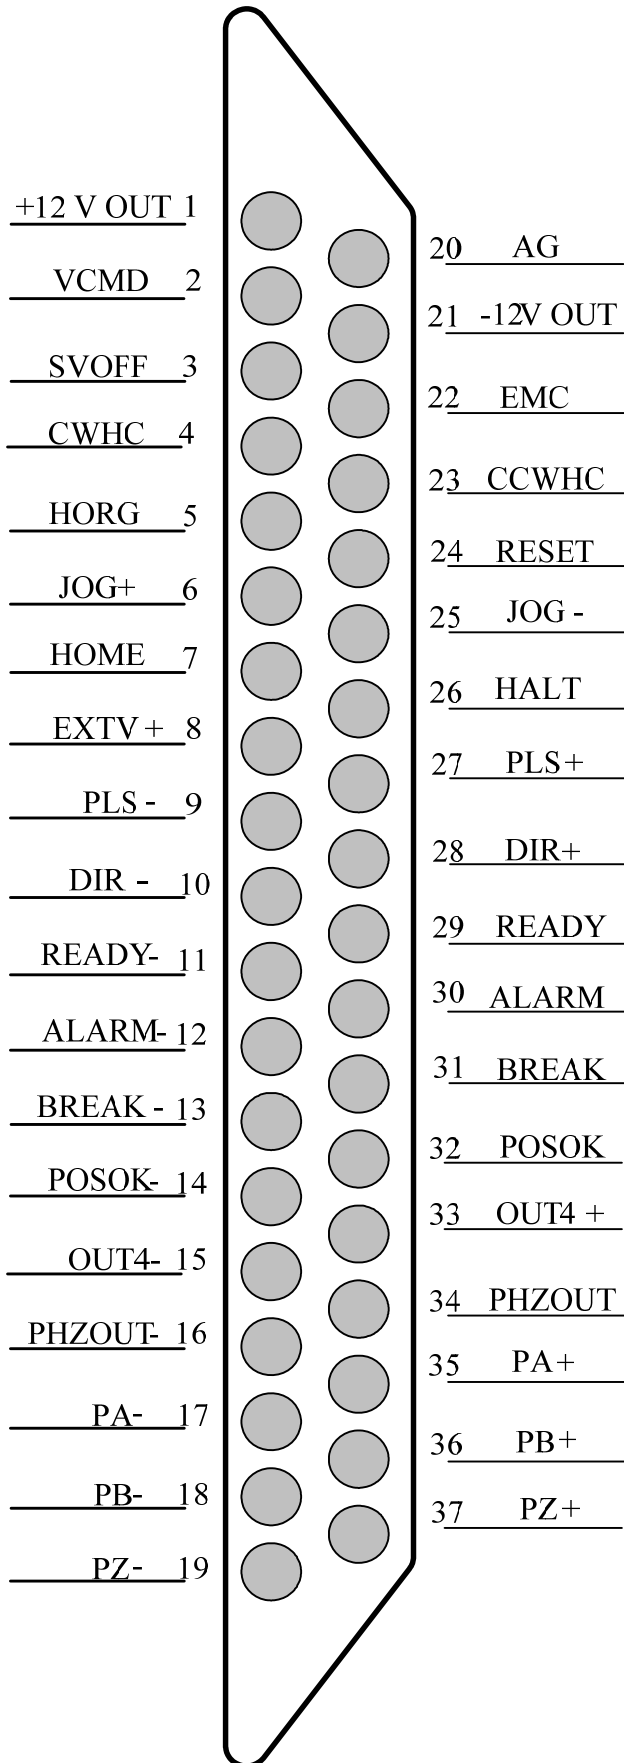 +12 V OUT 1
VCMD 2
SVOFF 3
CWHC 4
HORG 5
JOG+ 6
HOME 7
EXTV + 8
PLS - 9
DIR - 10
READY- 11
ALARM- 12
BREAK - 13
POSOK- 14
OUT4- 15
PHZOUT- 16
PA- 17
PB- 18
PZ- 19
20 AG
21 -12V OUT
22 EMC
23 CCWHC
24 RESET
25 JOG -
26 HALT
27 PLS+
28 DIR+
29 READY
30 ALARM
31 BREAK
32 POSOK
33 OUT4 +
34 PHZOUT
35 PA+
36 PB+
37 PZ+